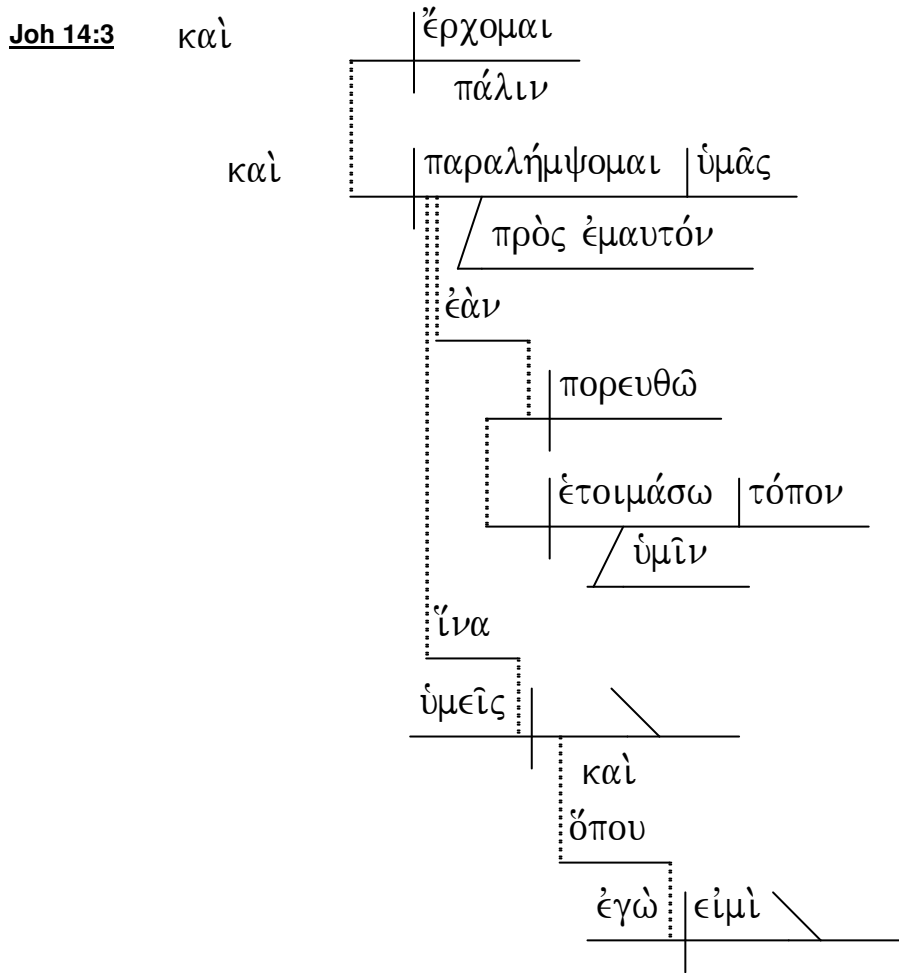 Joh 14:3 καὶ ἔρχομαι
πάλιν
καὶ παραλήμψομαι ὑμᾶς
πρὸς ἐμαυτόν
ἐὰν
πορευθῶ
ἑτοιμάσω τόπον
ὑμῖν
ἵνα
ὑμεῖς
καὶ
ὅπου
ἐγὼ εἰμὶ